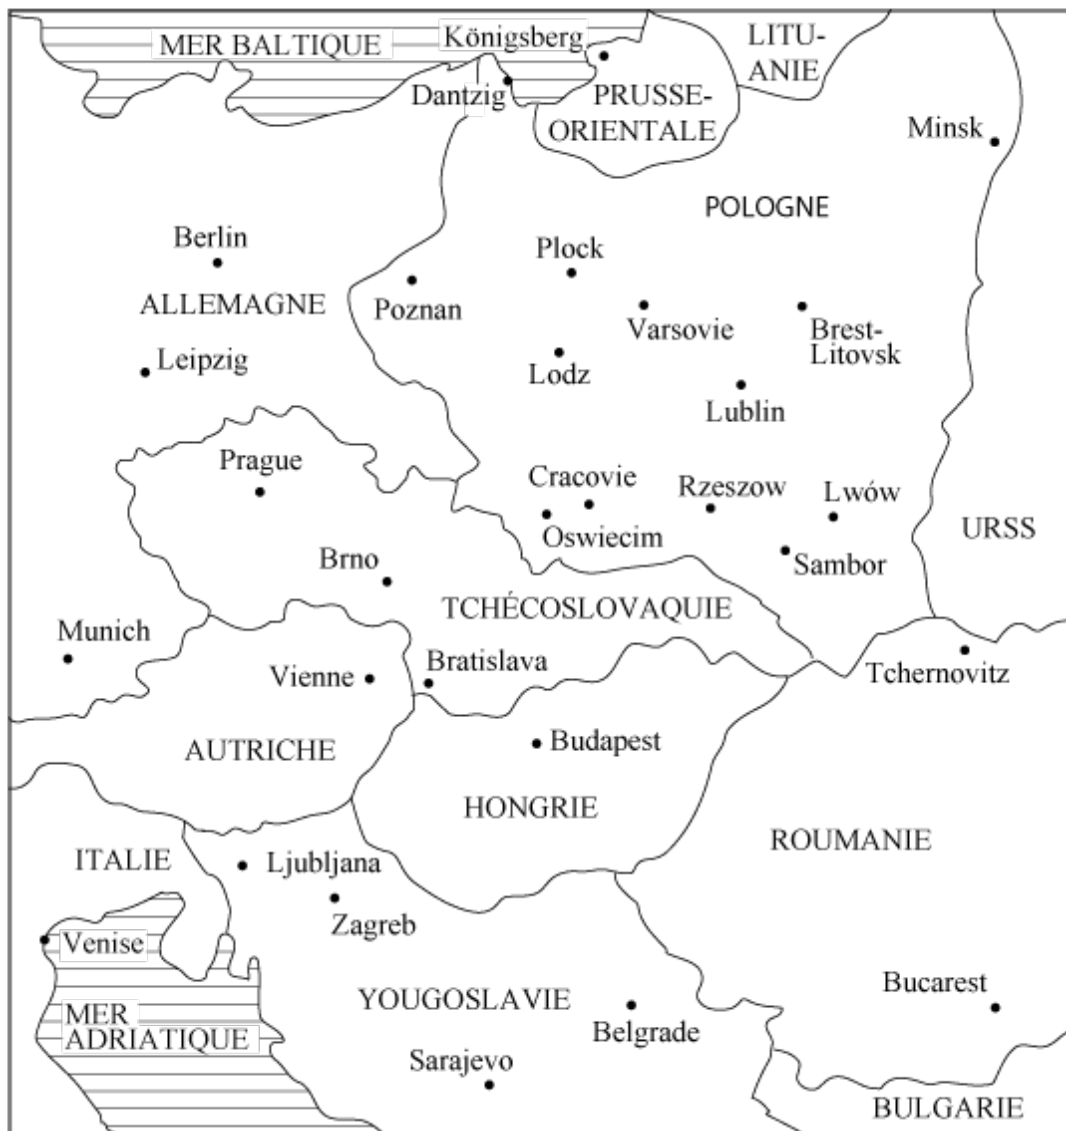 MER BALTIQUE
Königsberg
LITU-
ANIE
Dantzig
PRUSSE-
ORIENTALE
Minsk
POLOGNE
Berlin
Plock
ALLEMAGNE
Poznan
Varsovie
Brest-
Litovsk
Leipzig
Lodz
Lublin
Prague
Cracovie
Rzeszow
Lwów
Oswiecim
URSS
Brno
Sambor
TCHÉCOSLOVAQUIE
Munich
Vienne
Bratislava
Tchernovitz
AUTRICHE
Budapest
HONGRIE
ROUMANIE
ITALIE
Ljubljana
Zagreb
Venise
YOUGOSLAVIE
Bucarest
MER
ADRIATIQUE
Belgrade
Sarajevo
BULGARIE